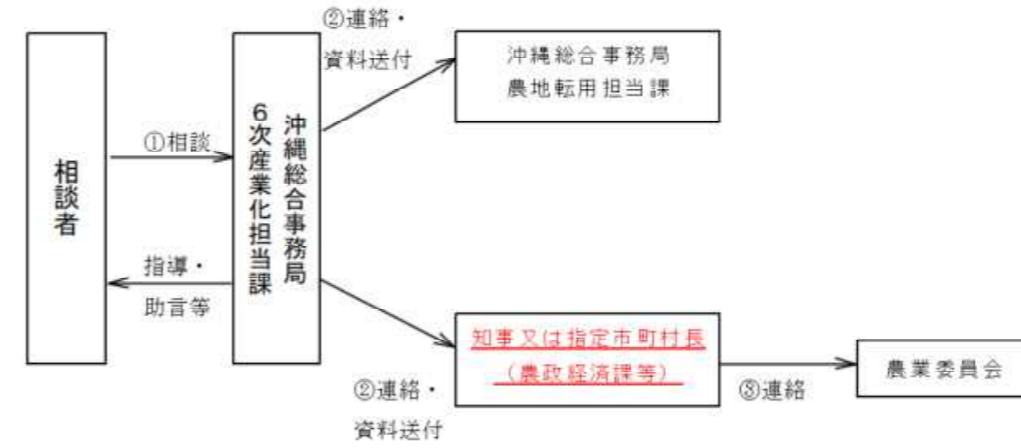 相談者
①相談
指導・
助言等
沖縄総合事務局
6次産業化担当課
②連絡・
資料送付
沖縄総合事務局
農地転用担当課
②連絡・
資料送付
知事又は指定市町村長
（農政経済課等）
③連絡
農業委員会